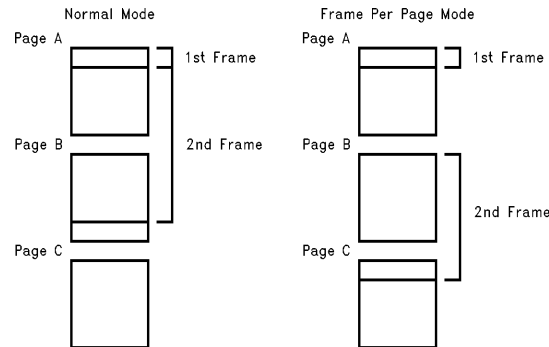 Normal Mode
Page A
1st Frame
Page B
2nd Frame
Page C
Frame Per Page Mode
Page A
1st Frame
Page B
2nd Frame
Page C